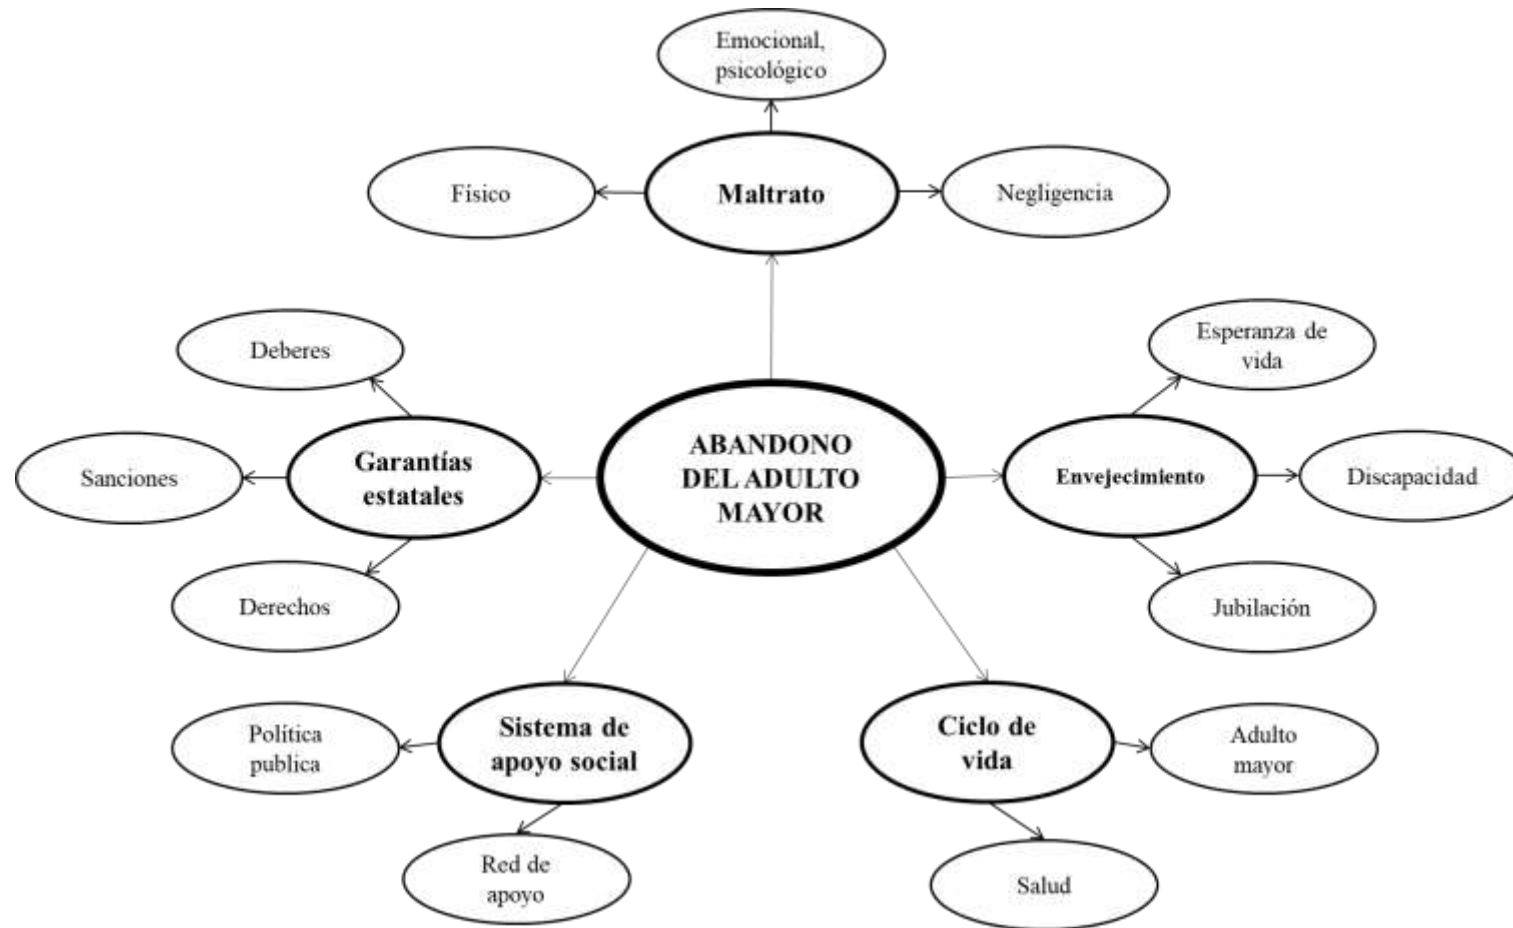 Emocional,
psicológico
Físico
Maltrato
Negligencia
Deberes
Esperanza de
vida
Sanciones
Garantías
estatales
ABANDONO
DEL ADULTO
MAYOR
Envejecimiento
Discapacidad
Derechos
Jubilación
Política
publica
Sistema de
apoyo social
Ciclo de
vida
Adulto
mayor
Red de
apoyo
Salud